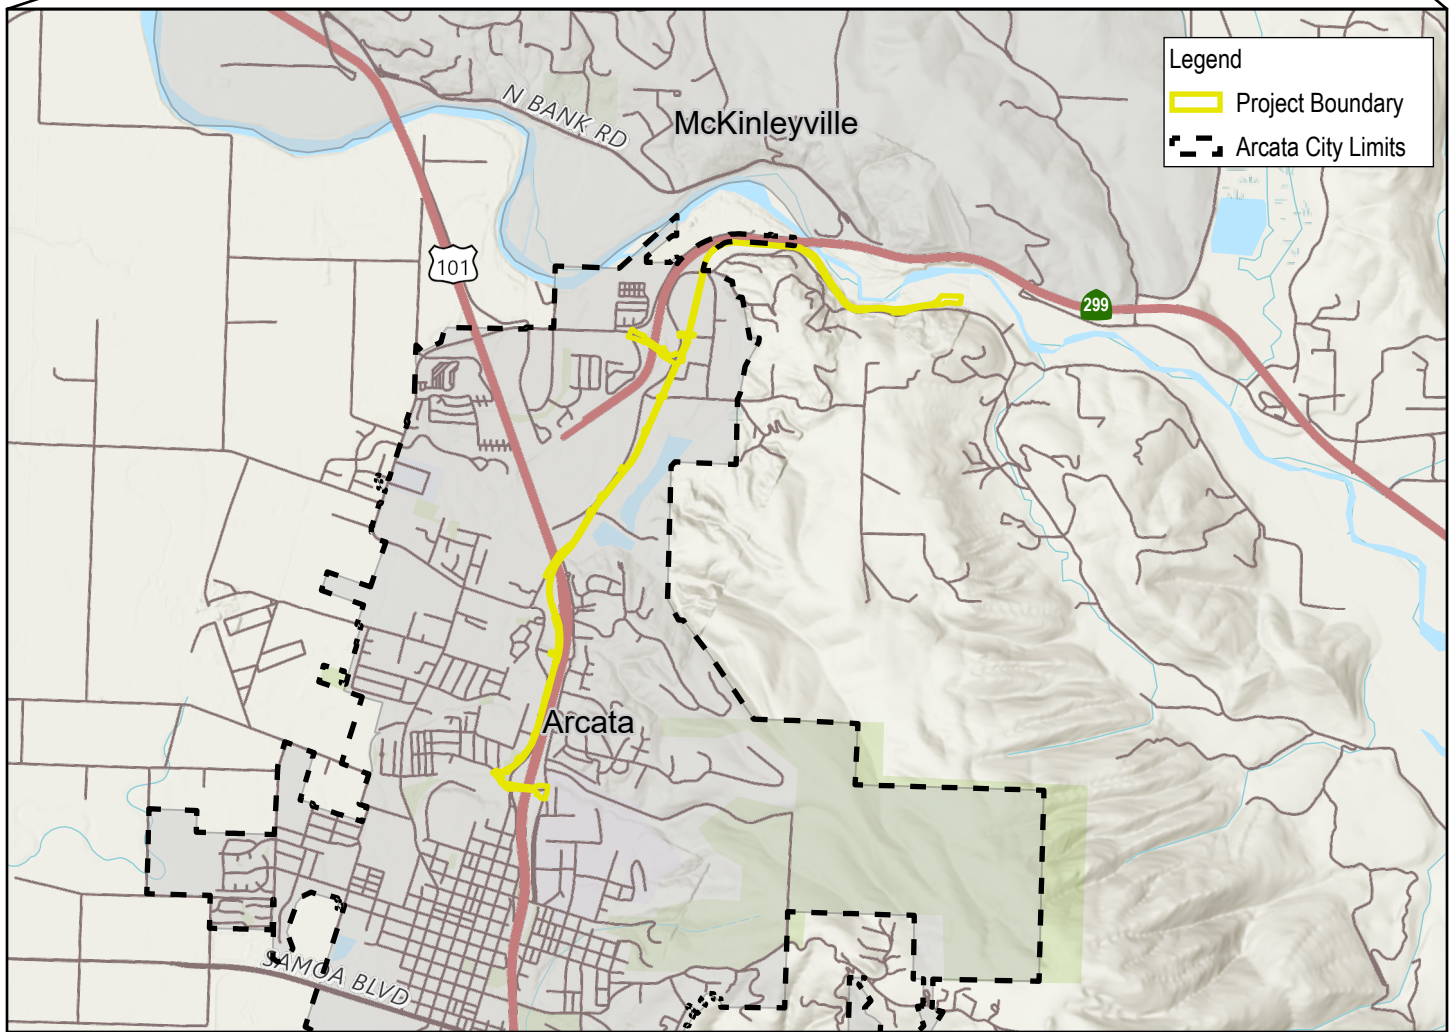 Legend
Project Boundary
Arcata City Limits
N BANK RD
McKinleyville
101
299
Arcata
SAMOA BLVD